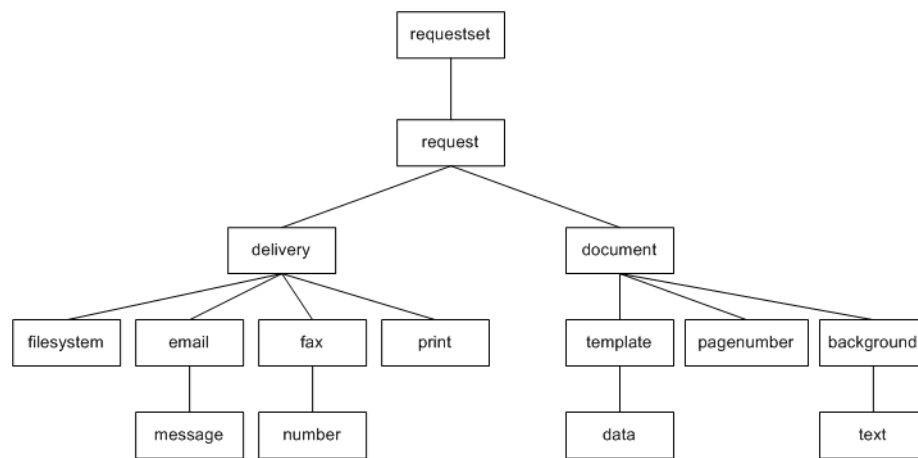 requestset
request
delivery
document
filesystem
email
fax
print
template
pagenumber
background
message
number
data
text